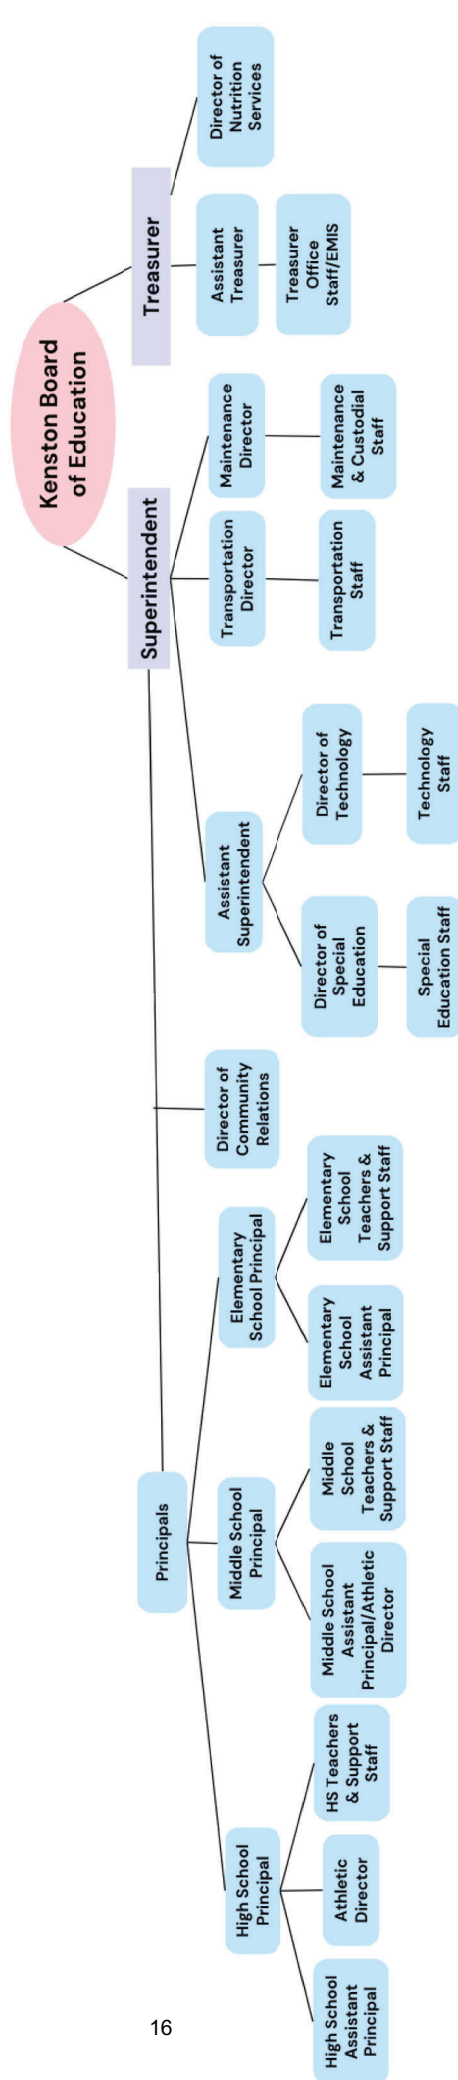 Kenston Board
of Education
Superintendent
Treasurer
Principals
Director of
Community
Relations
Assistant
Superintendent
Transportation
Director
Maintenance
Director
Assistant
Treasurer
Director of
Nutrition
Services
High School
Principal
Middle School
Principal
Elementary
School Principal
Director of
Special
Education
Director of
Technology
Transportation
Staff
Maintenance
& Custodial
Staff
Treasurer
Office
Staff/EMIS
High School
Assistant
Principal
Athletic
Director
HS Teachers
& Support
Staff
Middle School
Assistant
Principal/Athletic
Director
Middle
School
Teachers &
Support Staff
Elementary
School
Assistant
Principal
Elementary
School
Teachers &
Support Staff
Special
Education Staff
Technology
Staff
16